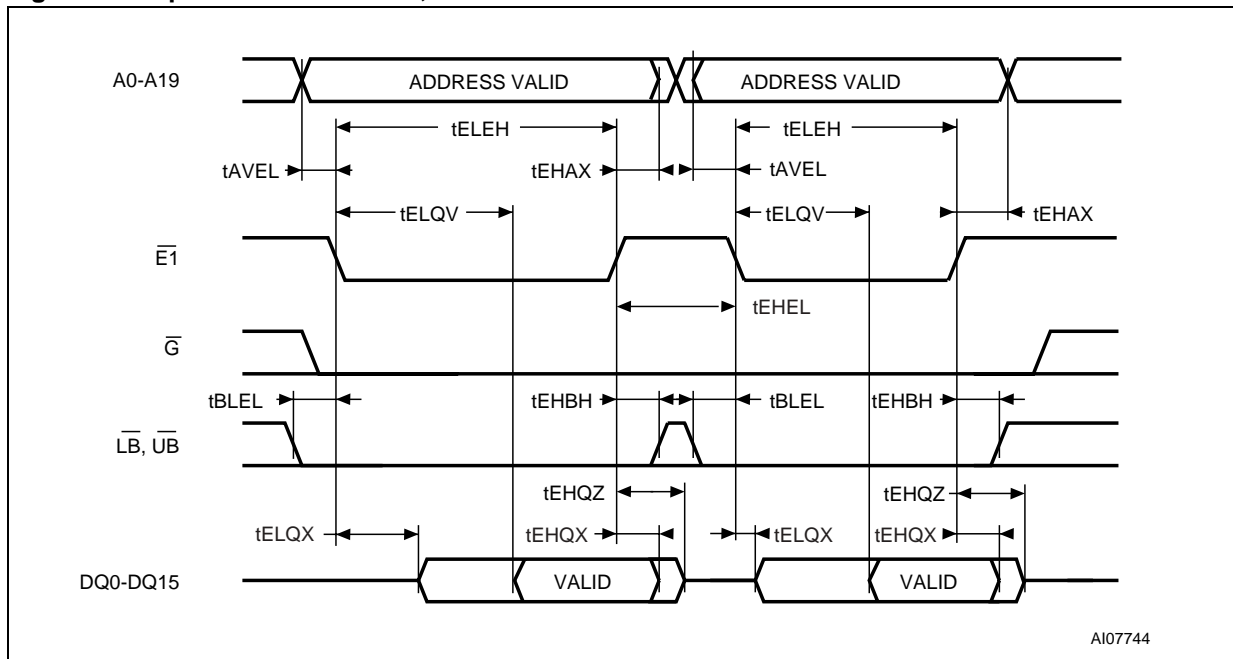 A0-A19
ADDRESS VALID
ADDRESS VALID
tELEH
tELEH
tAVEL
tEHAX
tAVEL
tELQV
tELQV
tEHAX
E1
tEHEL
G
tBLEL
tEHBH
tBLEL
tEHBH
LB, UB
tEHQZ
tEHQZ
tELQX
tEHQX
tELQX
tEHQX
DQ0-DQ15
VALID
VALID
AI07744